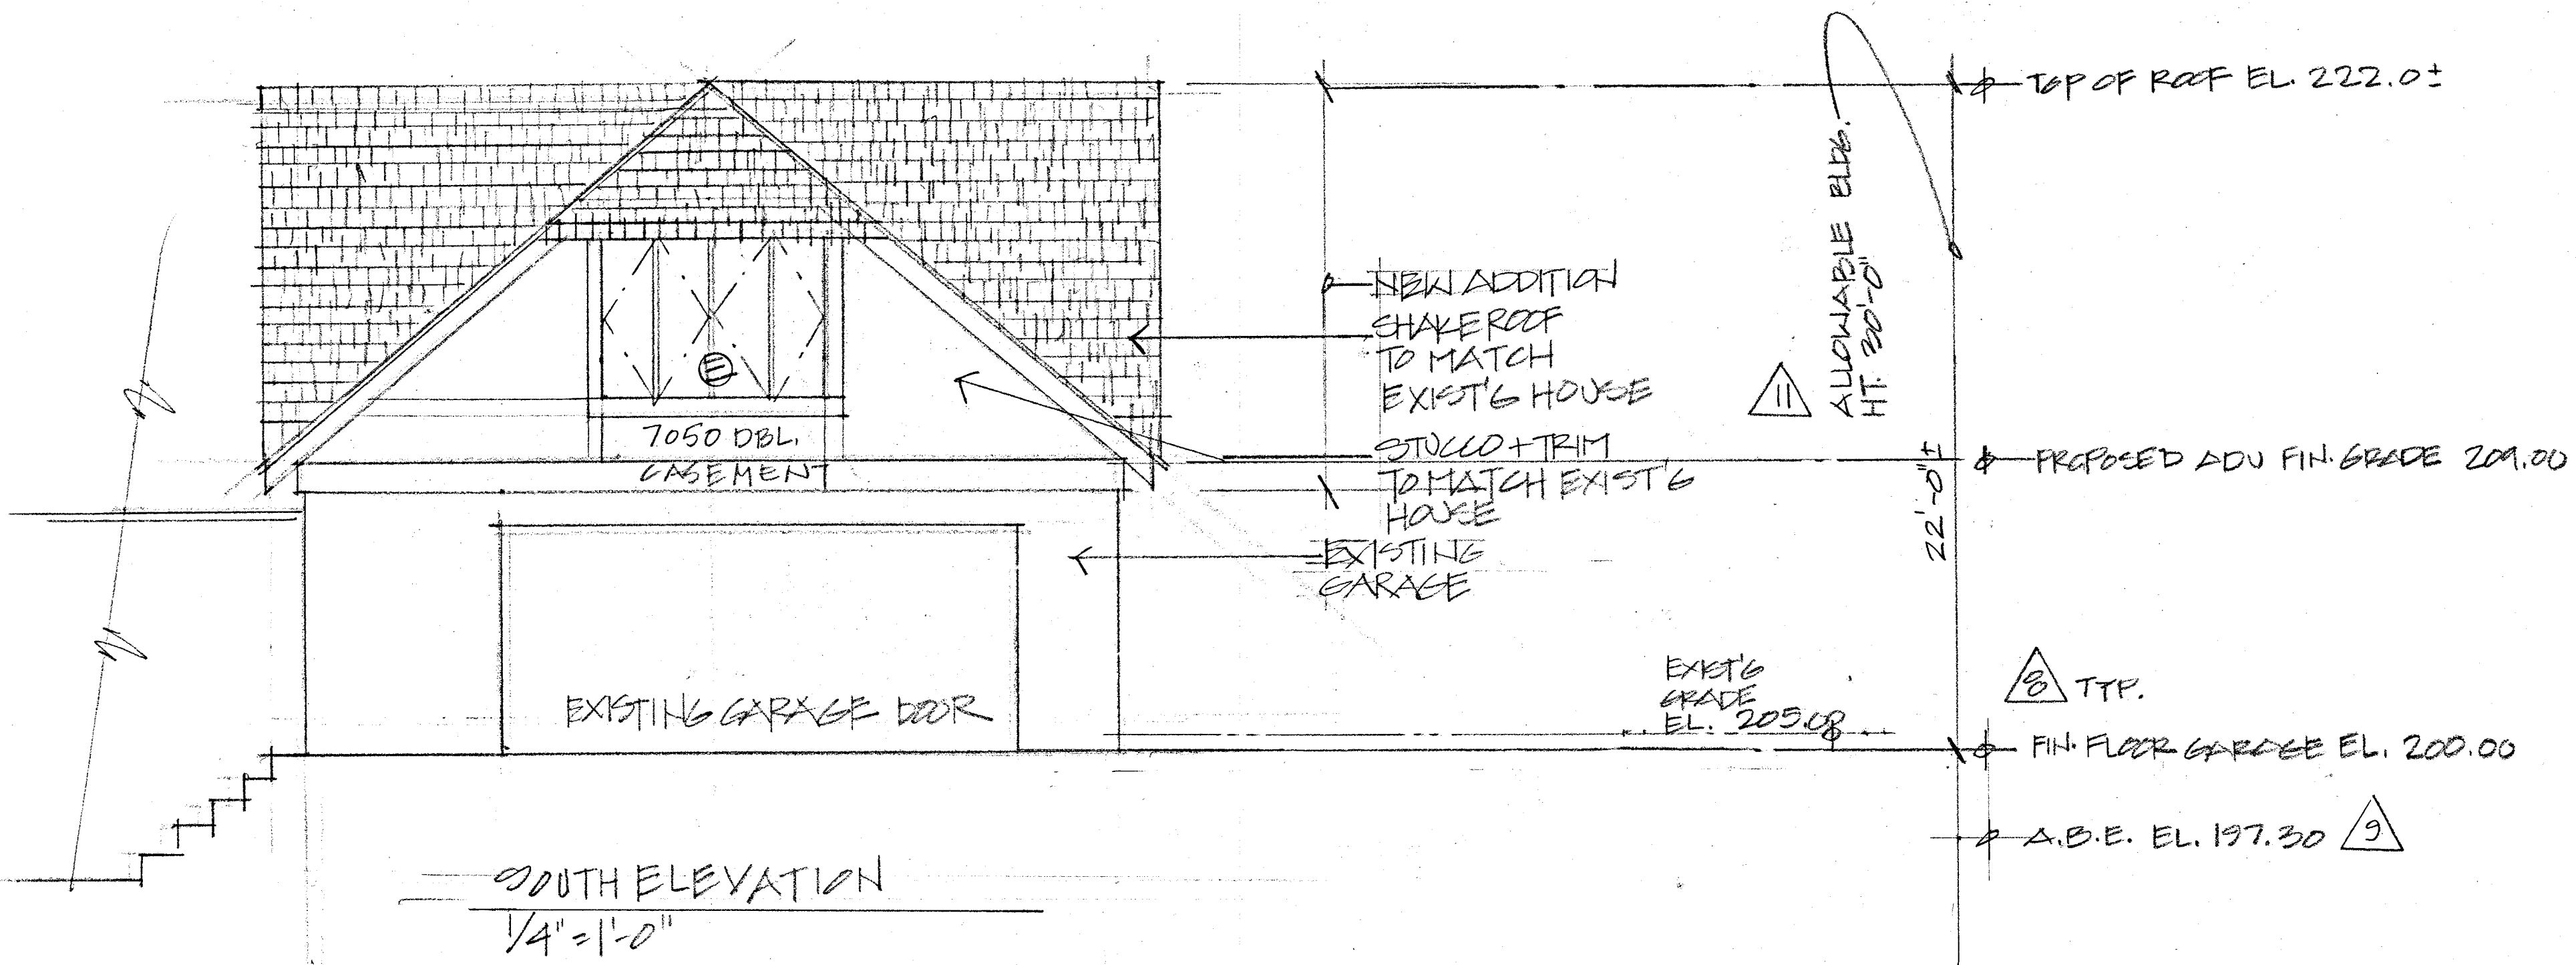 TOP OF ROOF EL. 222.0±
ALLOWABLE BLDG.
HT. 30'-0"
11
NEW ADDITION
SHAKE ROOF
TO MATCH
EXIST'G HOUSE
STUCCO + TRIM
TO MATCH EXIST'G
HOUSE
EXISTING
GARAGE
7050 DBL.
CASEMENT
E
PROPOSED ADU FIN. GRADE 209.00
22'-0"±
EXISTING GARAGE DOOR
EXIST'G
GRADE
8 TYP.
FIN. FLOOR GARAGE EL. 200.00
A.B.E. EL. 197.30 9
SOUTH ELEVATION
1/4" = 1'-0"